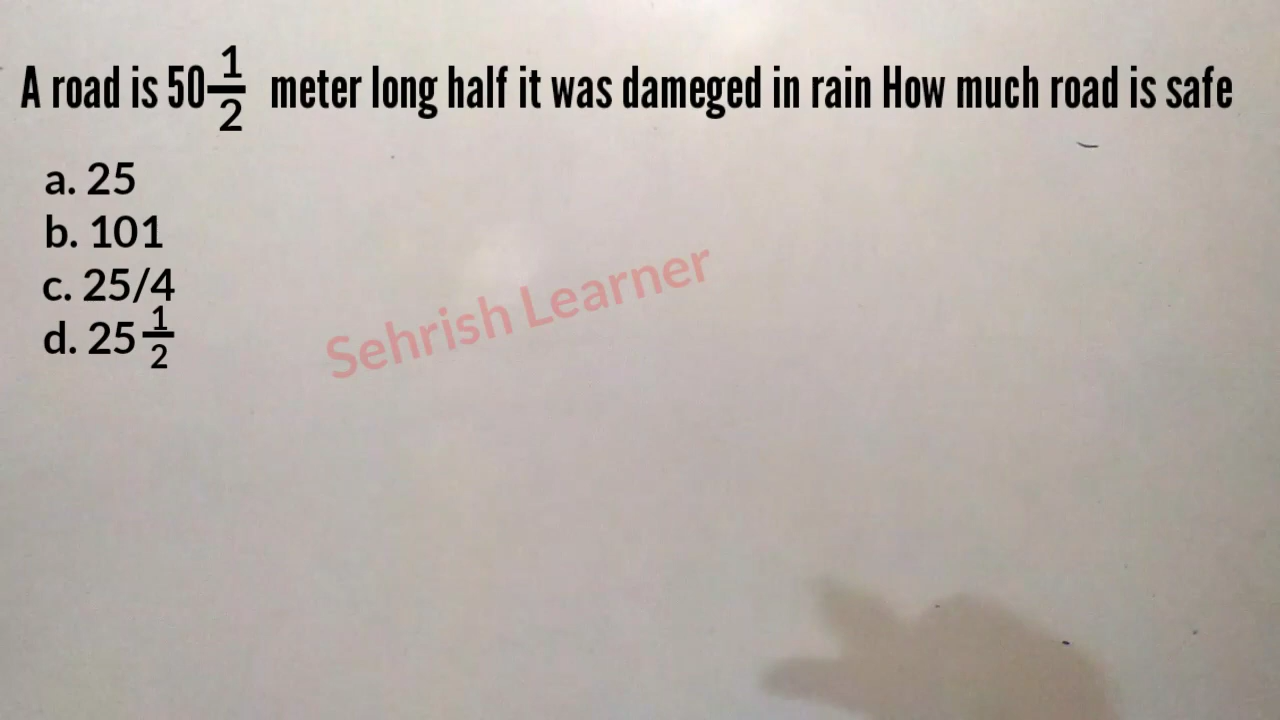 A road is 50 1/2 meter long half it was dameged in rain How much road is safe
a. 25
b. 101
c. 25/4
d. 25 1/2
Sehrish Learner